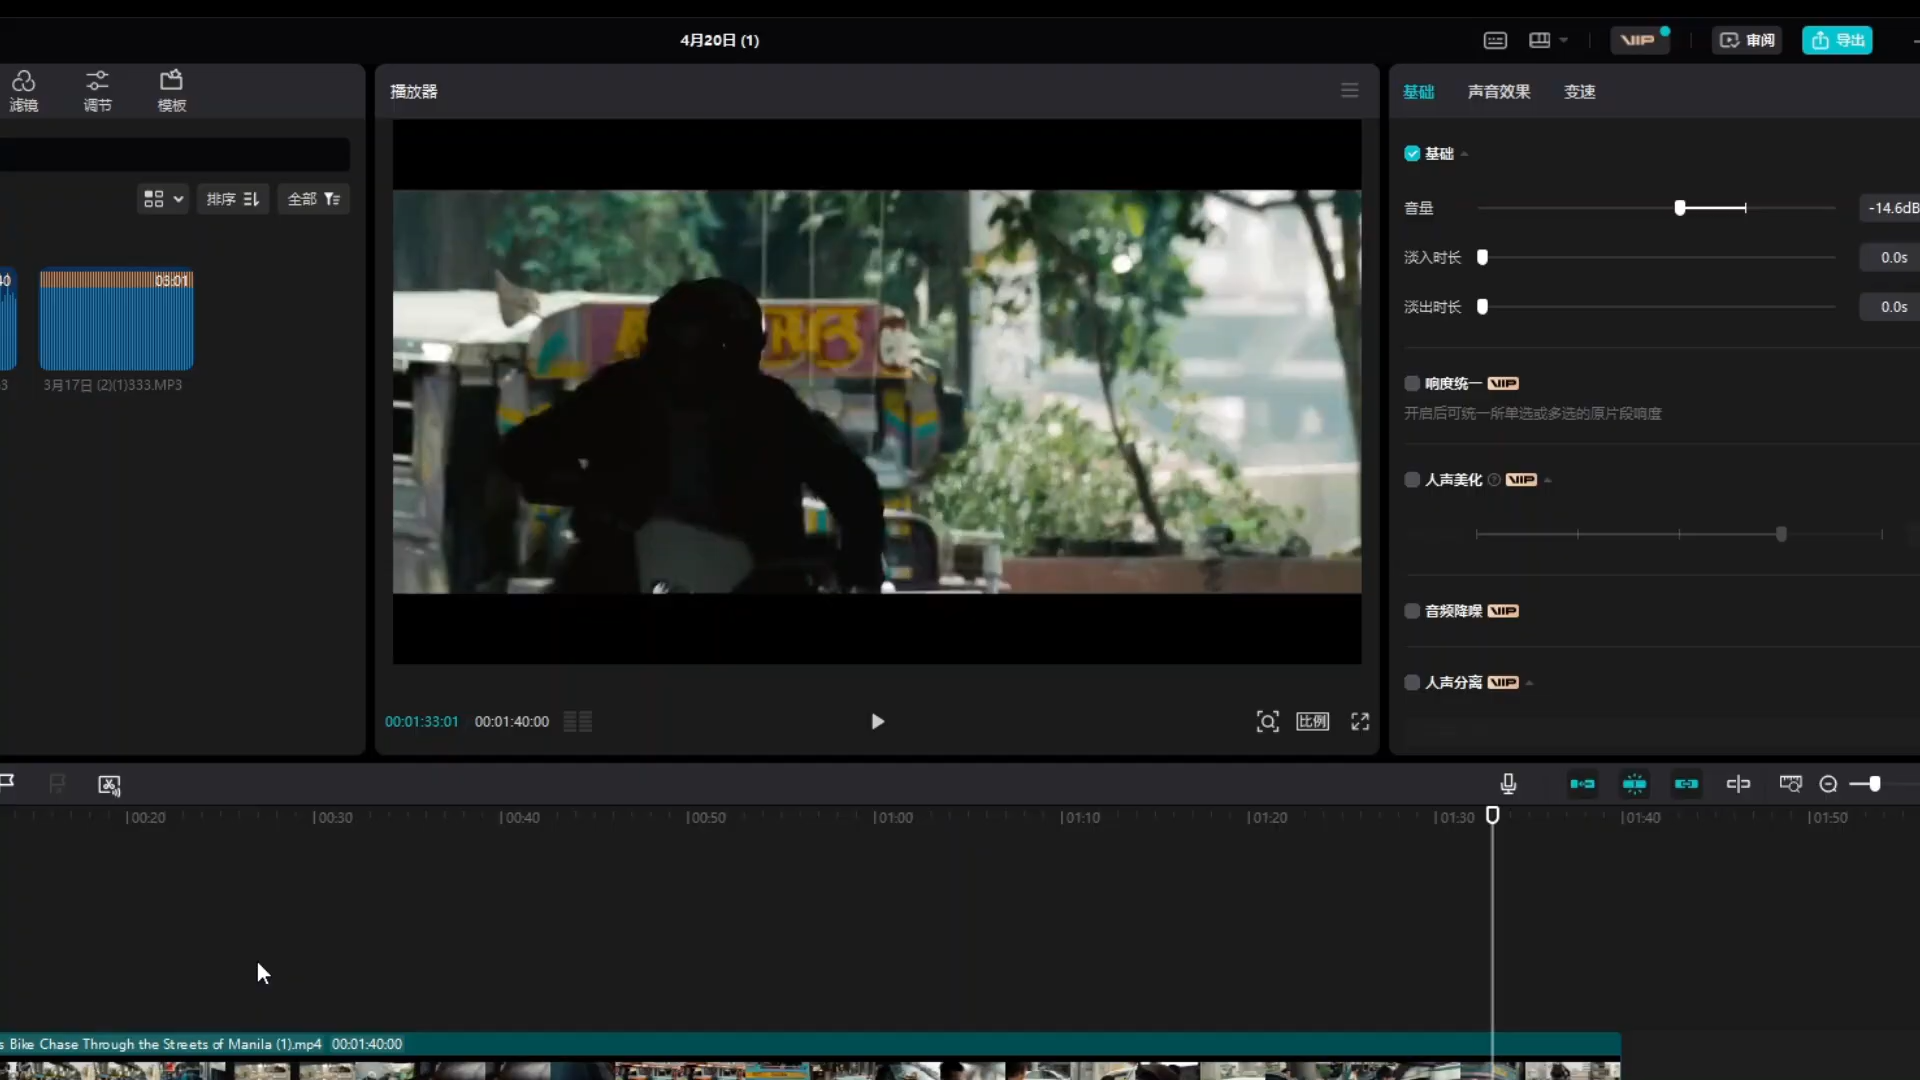 4月20日 (1)
VIP
审阅
导出
滤镜
调节
模板
播放器
基础
声音效果
变速
基础
音量
-14.6dB
淡入时长
0.0s
淡出时长
0.0s
排序
全部
40
03:01
3
3月17日 (2)(1)333.MP3
响度统一 VIP
开启后可统一所单选或多选的原片段响度
人声美化 VIP
音频降噪 VIP
人声分离 VIP
00:01:33:01 00:01:40:00
比例
00:20 00:30 00:40 00:50 01:00 01:10 01:20 01:30 01:40 01:50
s Bike Chase Through the Streets of Manila (1).mp4 00:01:40:00